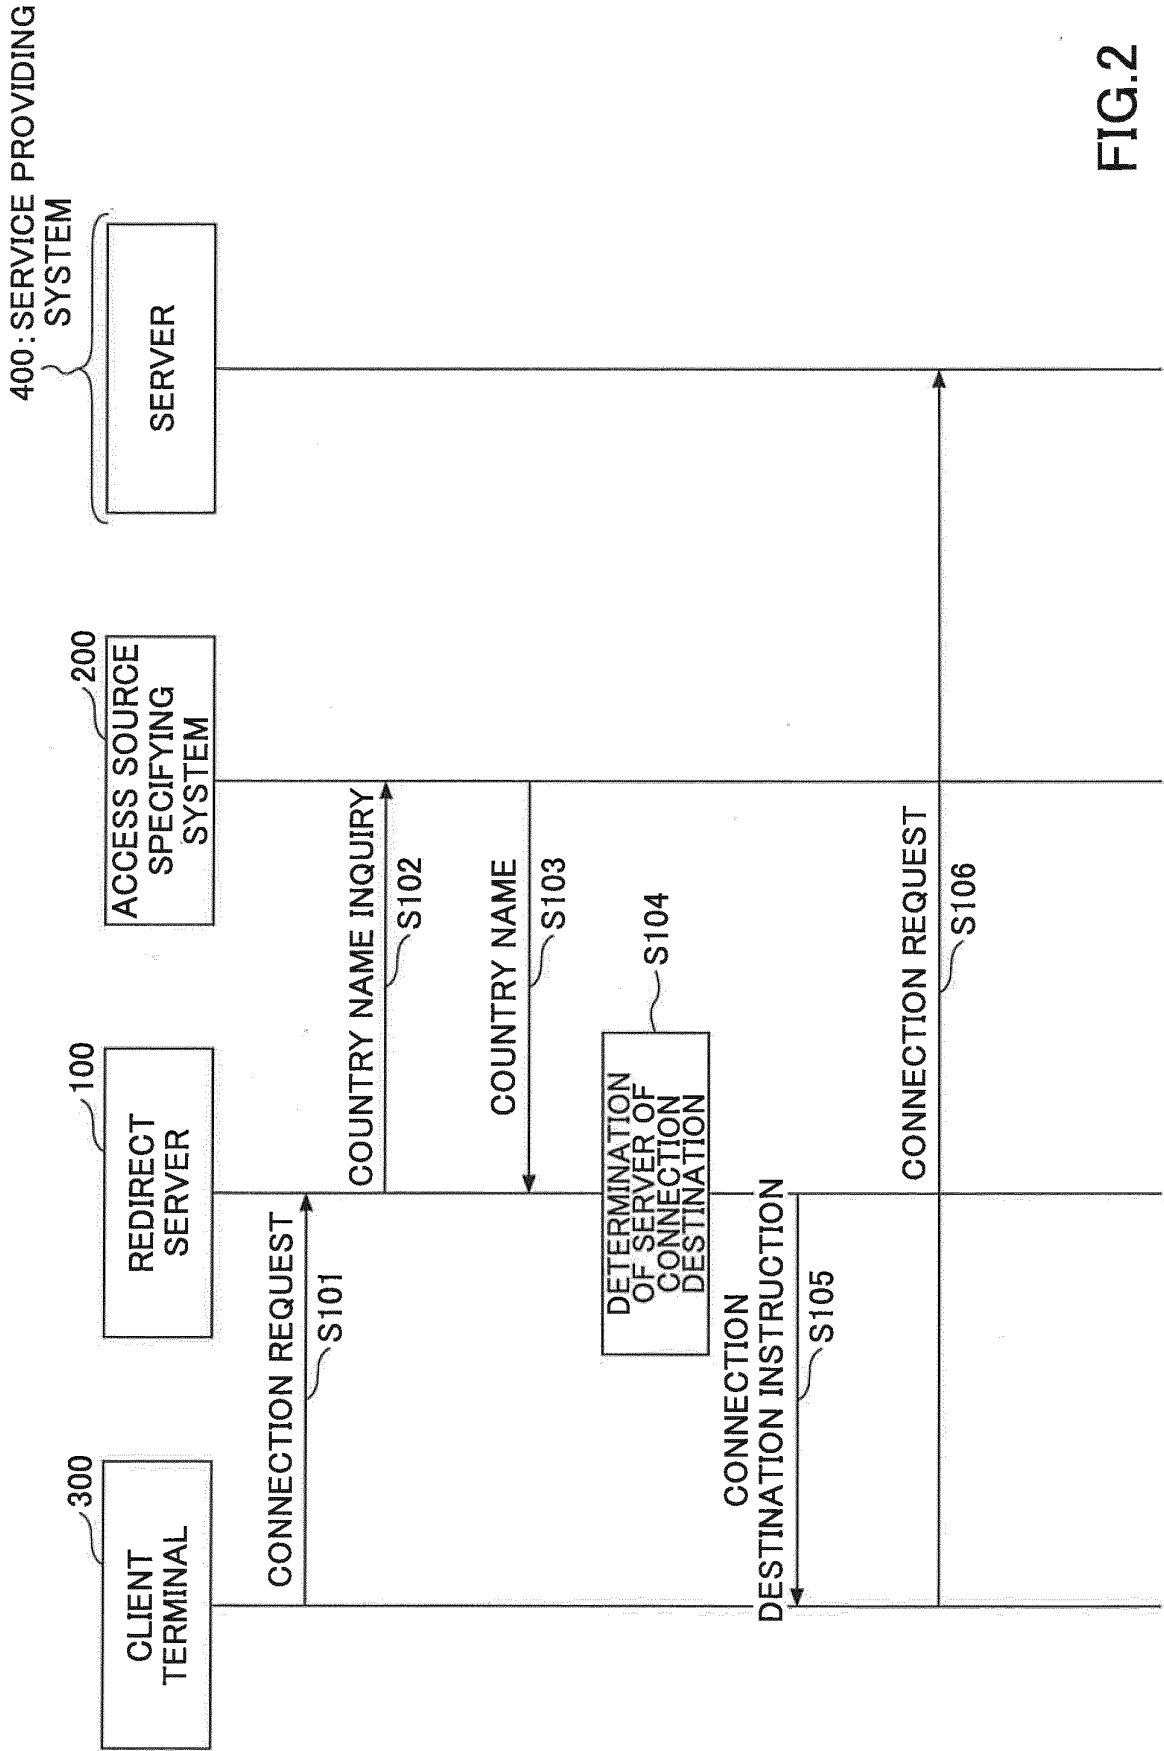 400:SERVICE PROVIDING
SYSTEM
300
CLIENT
TERMINAL
100
REDIRECT
SERVER
200
ACCESS SOURCE
SPECIFYING
SYSTEM
SERVER
CONNECTION REQUEST
S101
COUNTRY NAME INQUIRY
S102
COUNTRY NAME
S103
DETERMINATION
OF SERVER OF
CONNECTION
DESTINATION
S104
CONNECTION
DESTINATION INSTRUCTION
S105
CONNECTION REQUEST
S106
FIG.2